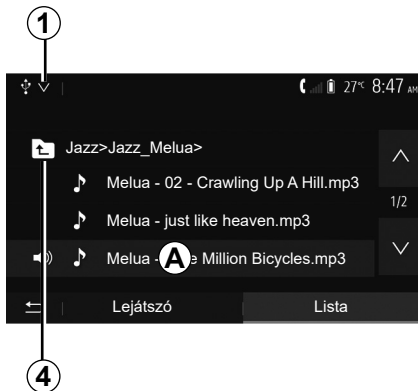 1
27°C 8:47 AM
Jazz>Jazz_Melua>
Melua - 02 - Crawling Up A Hill.mp3
1/2
Melua - just like heaven.mp3
Melua - A Million Bicycles.mp3
Lejátszó Lista
4